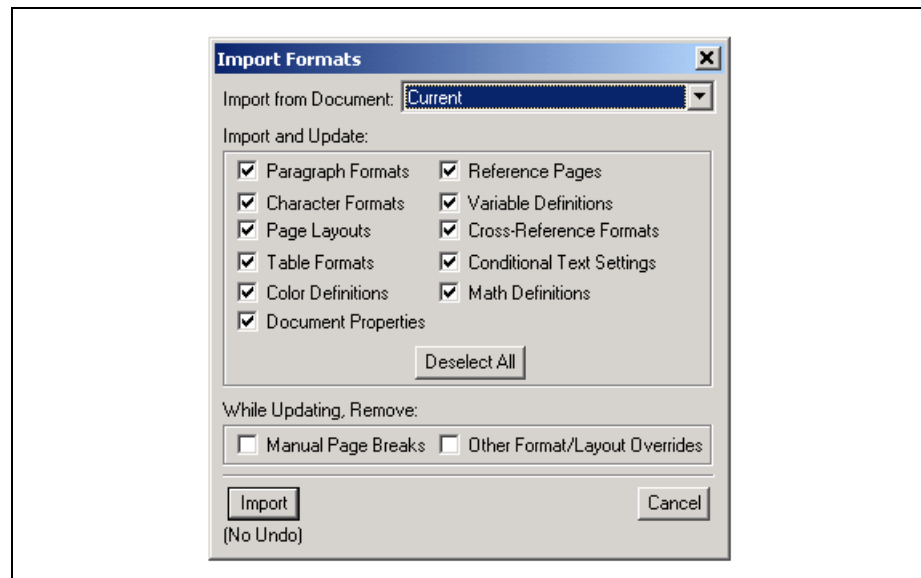 Import Formats
Import from Document: Current
Import and Update:
Paragraph Formats Reference Pages
Character Formats Variable Definitions
Page Layouts Cross-Reference Formats
Table Formats Conditional Text Settings
Color Definitions Math Definitions
Document Properties
Deselect All
While Updating, Remove:
Manual Page Breaks Other Format/Layout Overrides
Import Cancel
(No Undo)